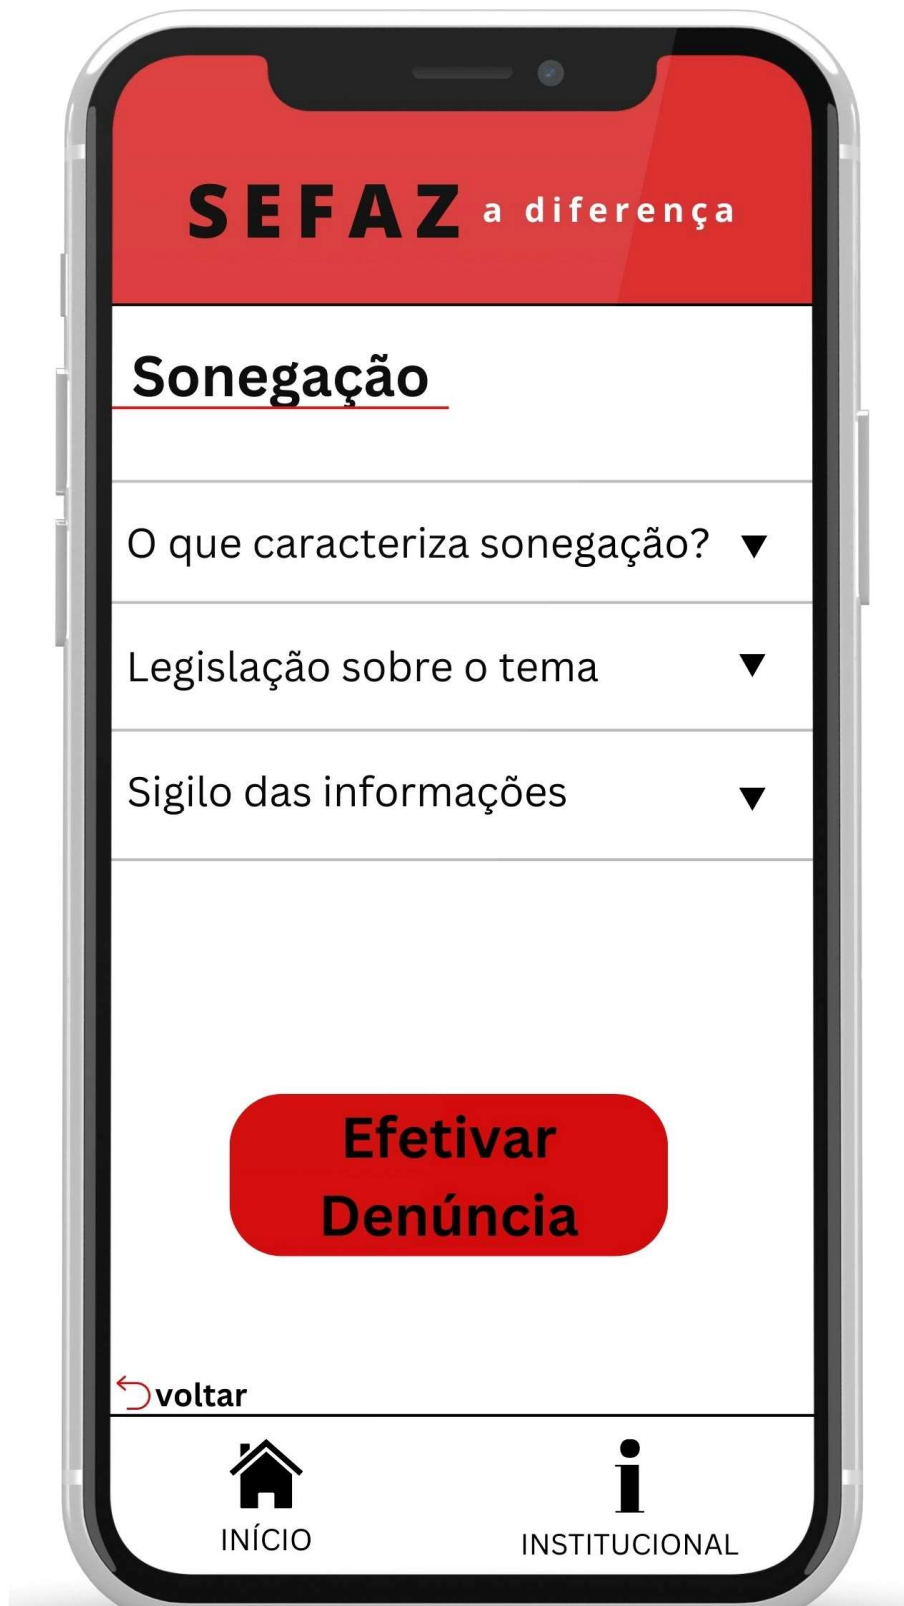 SEFAZ a diferença
Sonegação
O que caracteriza sonegação?
Legislação sobre o tema
Sigilo das informações
Efetivar
Denúncia
voltar
INÍCIO
INSTITUCIONAL